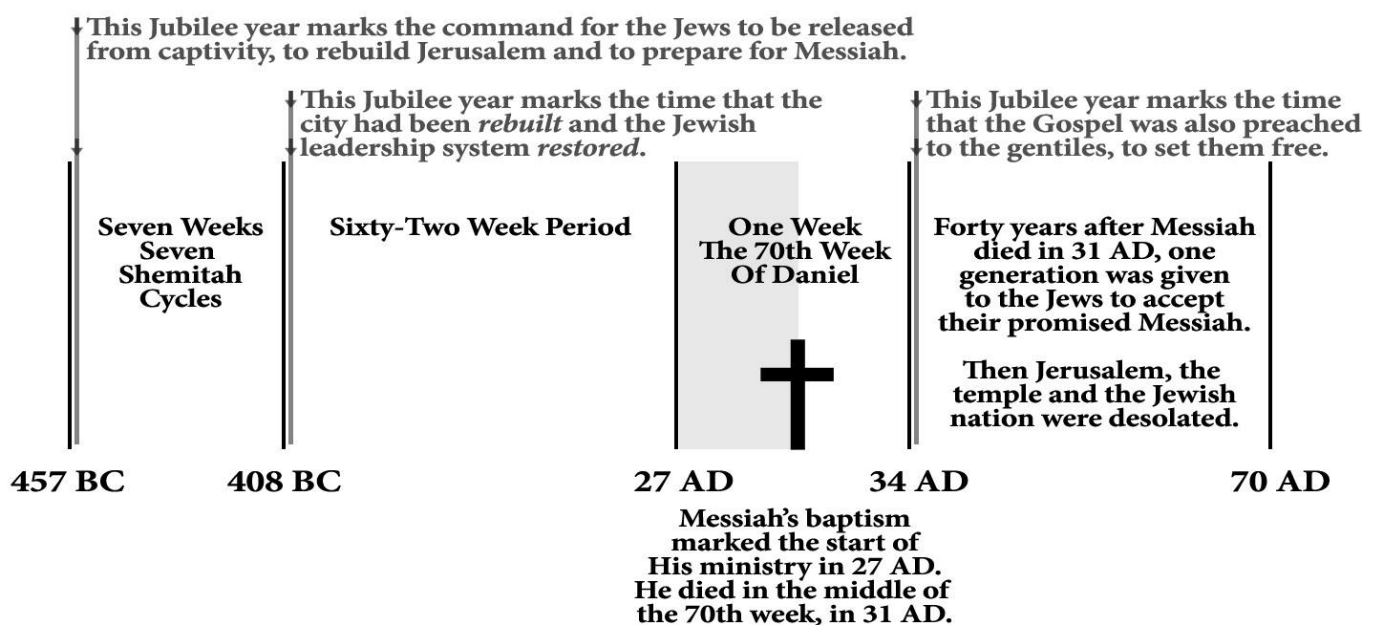 This Jubilee year marks the command for the Jews to be released
from captivity, to rebuild Jerusalem and to prepare for Messiah.
This Jubilee year marks the time that the
city had been rebuilt and the Jewish
leadership system restored.
This Jubilee year marks the time
that the Gospel was also preached
to the gentiles, to set them free.
Seven Weeks
Seven
Shemitah
Cycles
Sixty-Two Week Period
One Week
The 70th Week
Of Daniel
Forty years after Messiah
died in 31 AD, one
generation was given
to the Jews to accept
their promised Messiah.
Then Jerusalem, the
temple and the Jewish
nation were desolated.
457 BC
408 BC
27 AD
34 AD
70 AD
Messiah's baptism
marked the start of
His ministry in 27 AD.
He died in the middle of
the 70th week, in 31 AD.